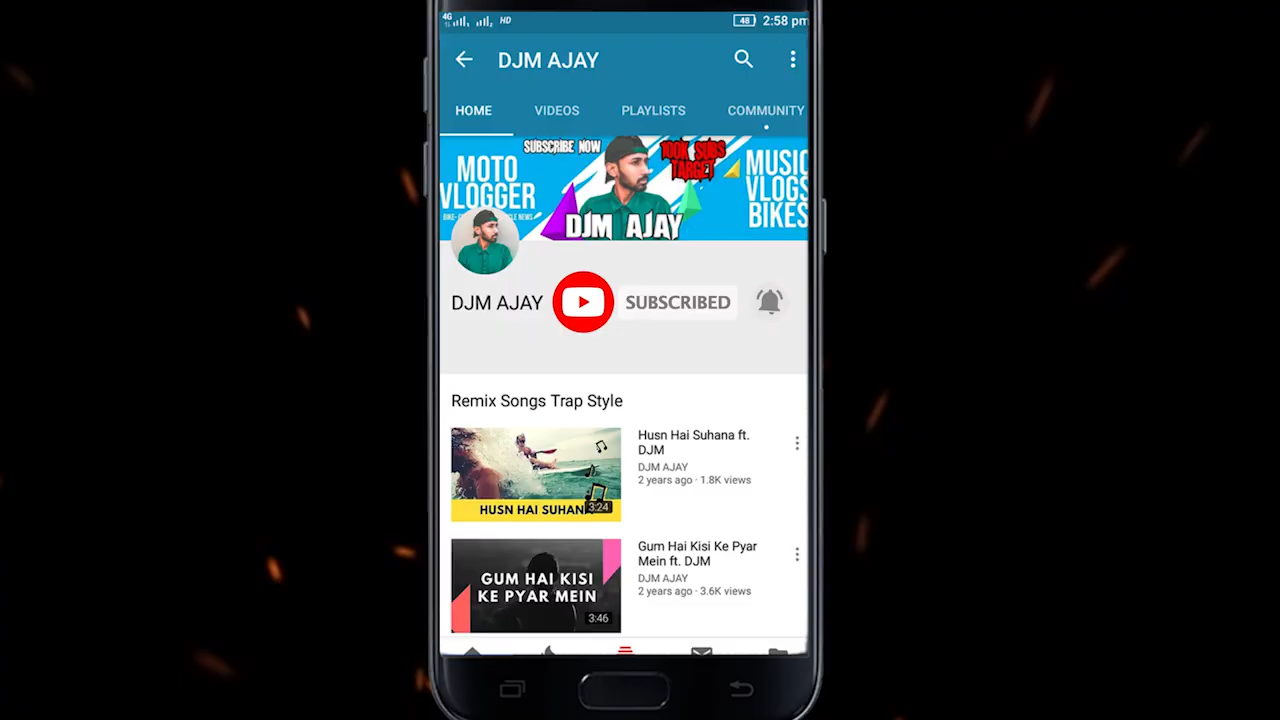 4G HD 48 2:58 pm
DJM AJAY
HOME VIDEOS PLAYLISTS COMMUNITY
SUBSCRIBE NOW
100K SUBS
TARGET
MOTO
VLOGGER
MUSIC
VLOGS
BIKES
DJM AJAY
DJM AJAY SUBSCRIBED
Remix Songs Trap Style
Husn Hai Suhana ft.
DJM
DJM AJAY
2 years ago · 1.8K views
3:24
HUSN HAI SUHAN
Gum Hai Kisi Ke Pyar
Mein ft. DJM
DJM AJAY
2 years ago · 3.6K views
GUM HAI KISI
KE PYAR MEIN
3:46